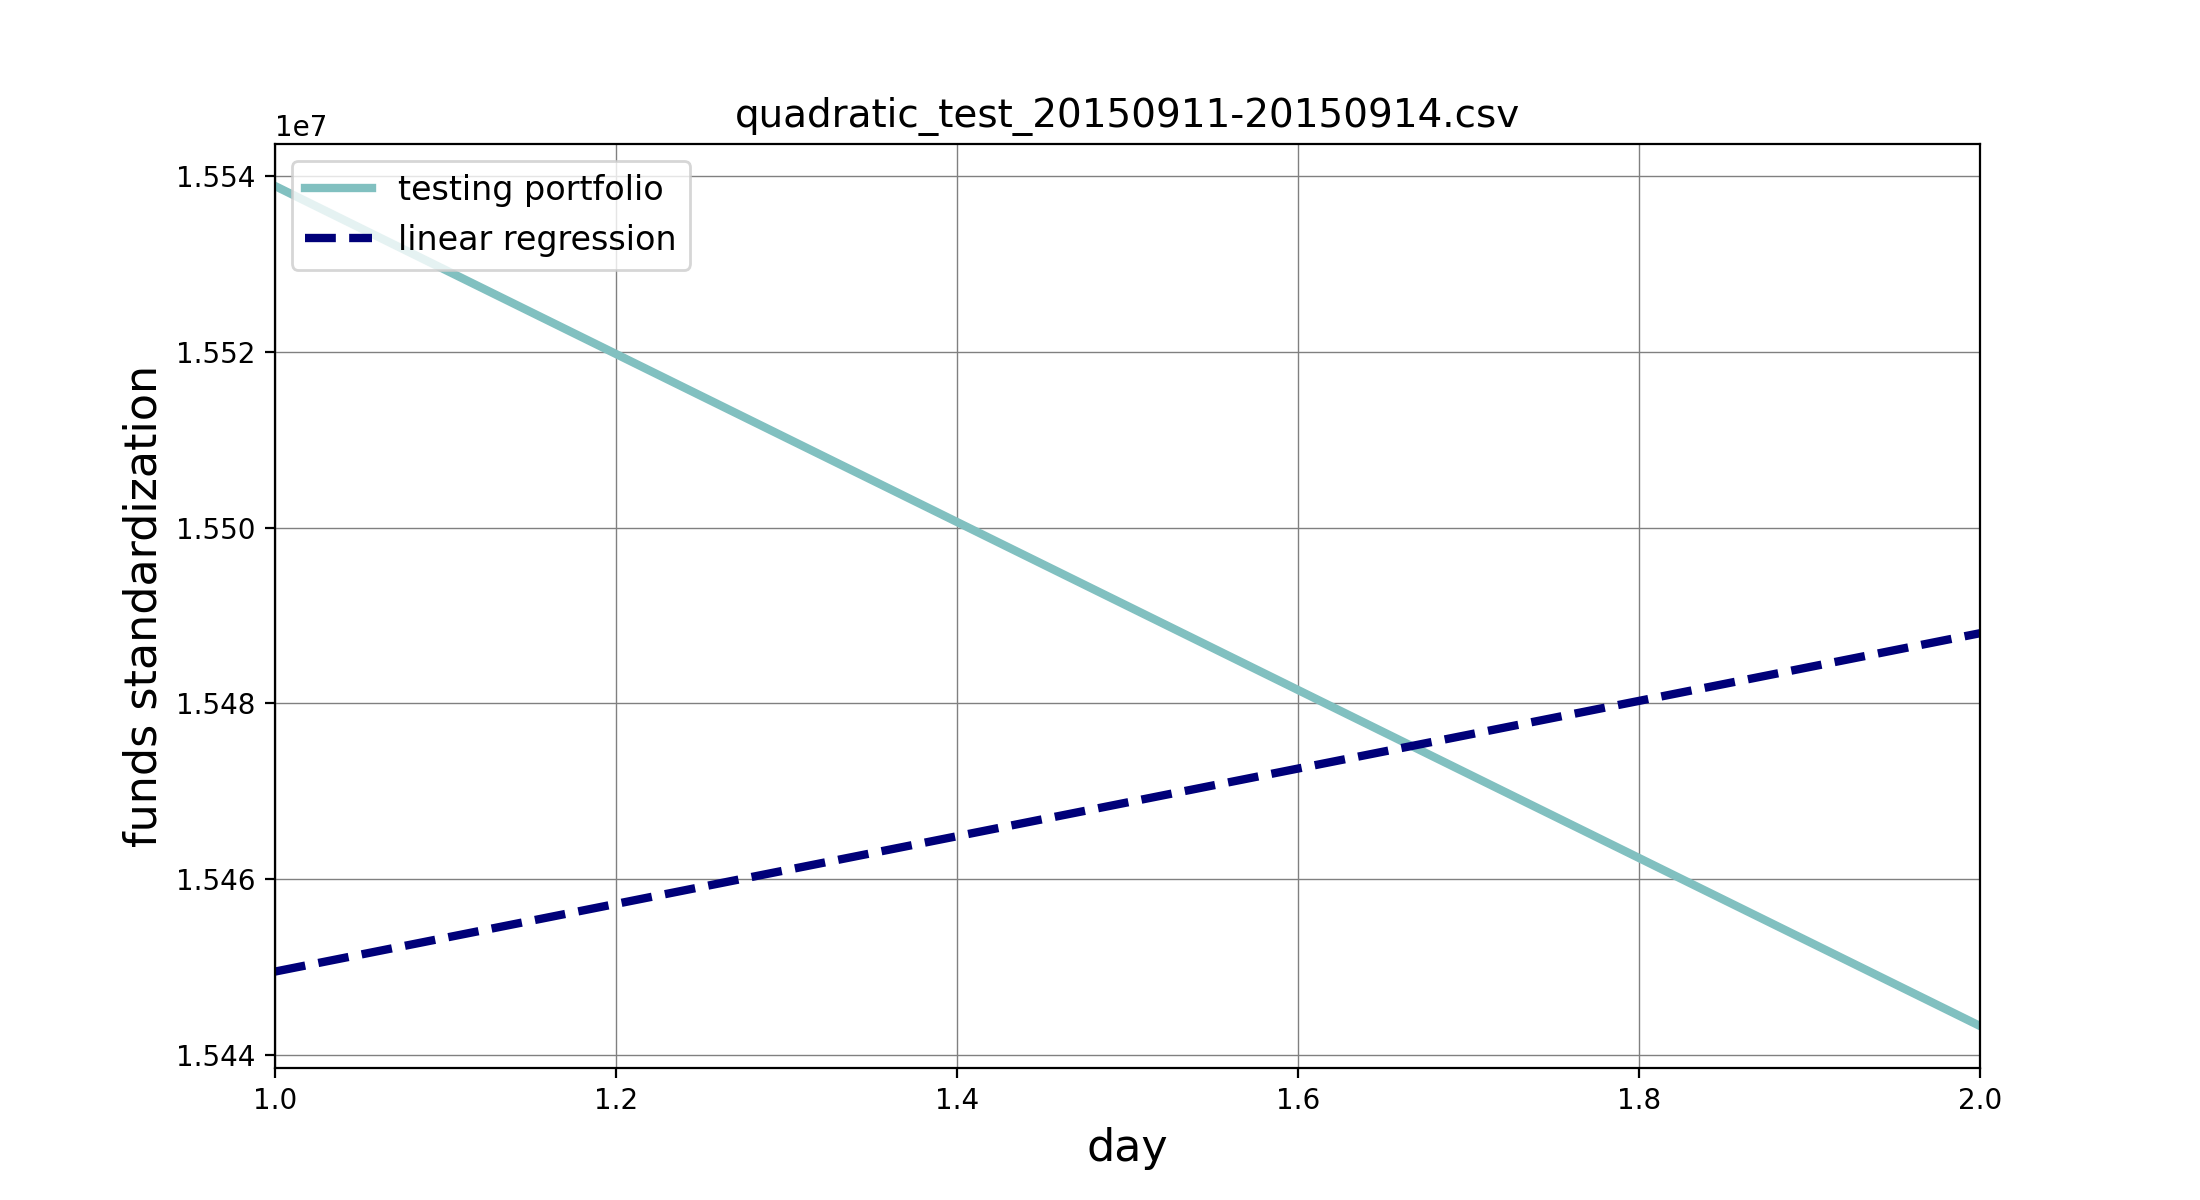 quadratic_test_20150911-20150914.csv
1e7
testing portfolio
linear regression
1.554
1.552
1.550
1.548
1.546
1.544
funds standardization
1.0 1.2 1.4 1.6 1.8 2.0
day